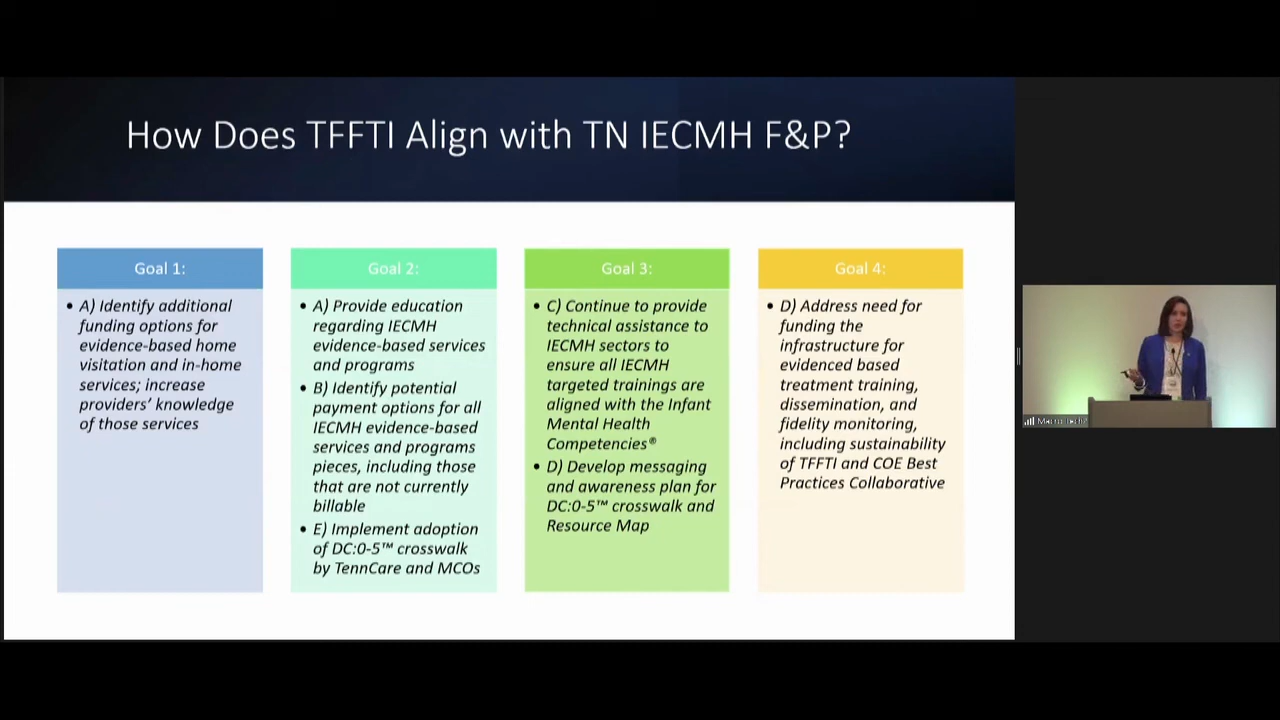 How Does TFFTI Align with TN IECMH F&P?
Goal 1:
• A) Identify additional
funding options for
evidence-based home
visitation and in-home
services; increase
providers' knowledge
of those services
Goal 2:
• A) Provide education
regarding IECMH
evidence-based services
and programs
• B) Identify potential
payment options for all
IECMH evidence-based
services and programs
pieces, including those
that are not currently
billable
• E) Implement adoption
of DC:0-5™ crosswalk
by TennCare and MCOs
Goal 3:
• C) Continue to provide
technical assistance to
IECMH sectors to
ensure all IECMH
targeted trainings are
aligned with the Infant
Mental Health
Competencies®
• D) Develop messaging
and awareness plan for
DC:0-5™ crosswalk and
Resource Map
Goal 4:
• D) Address need for
funding the
infrastructure for
evidenced based
treatment training,
dissemination, and
fidelity monitoring,
including sustainability
of TFFTI and COE Best
Practices Collaborative